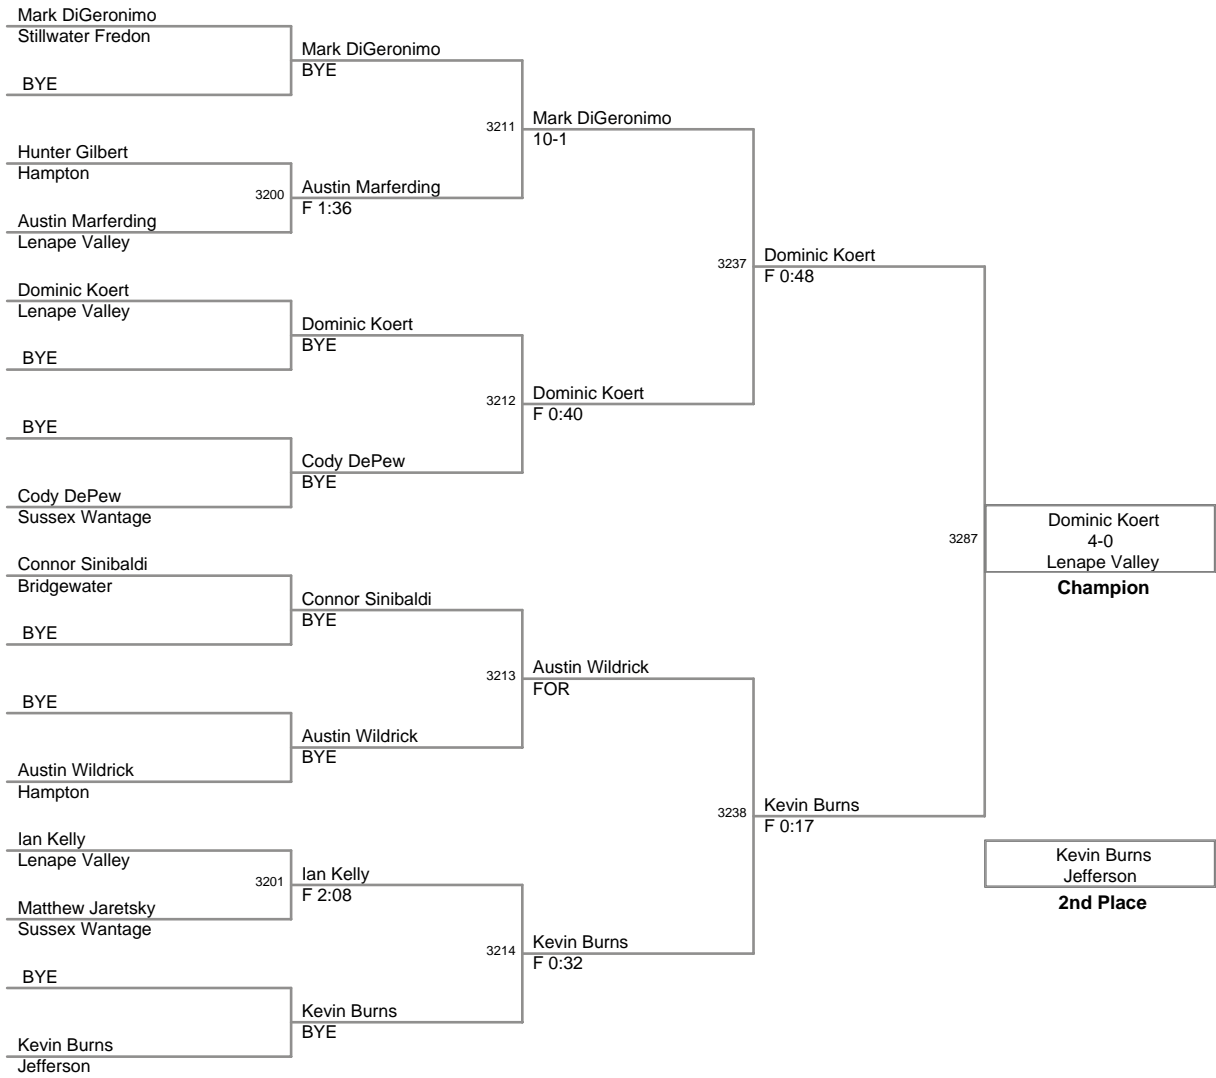 Mark DiGeronimo
Stillwater Fredon
BYE
Hunter Gilbert
Hampton
Austin Marferding
Lenape Valley
Dominic Koert
Lenape Valley
BYE
BYE
Cody DePew
Sussex Wantage
Connor Sinibaldi
Bridgewater
BYE
BYE
Austin Wildrick
Hampton
Ian Kelly
Lenape Valley
Matthew Jaretsky
Sussex Wantage
BYE
Kevin Burns
Jefferson
3200
3201
Mark DiGeronimo
BYE
Austin Marferding
F 1:36
Dominic Koert
BYE
Cody DePew
BYE
Connor Sinibaldi
BYE
Austin Wildrick
BYE
Ian Kelly
F 2:08
Kevin Burns
BYE
3211
3212
3213
3214
Mark DiGeronimo
10-1
Dominic Koert
F 0:40
Austin Wildrick
FOR
Kevin Burns
F 0:32
3237
3238
Dominic Koert
F 0:48
Kevin Burns
F 0:17
3287
Dominic Koert
4-0
Lenape Valley
Champion
Kevin Burns
Jefferson
2nd Place